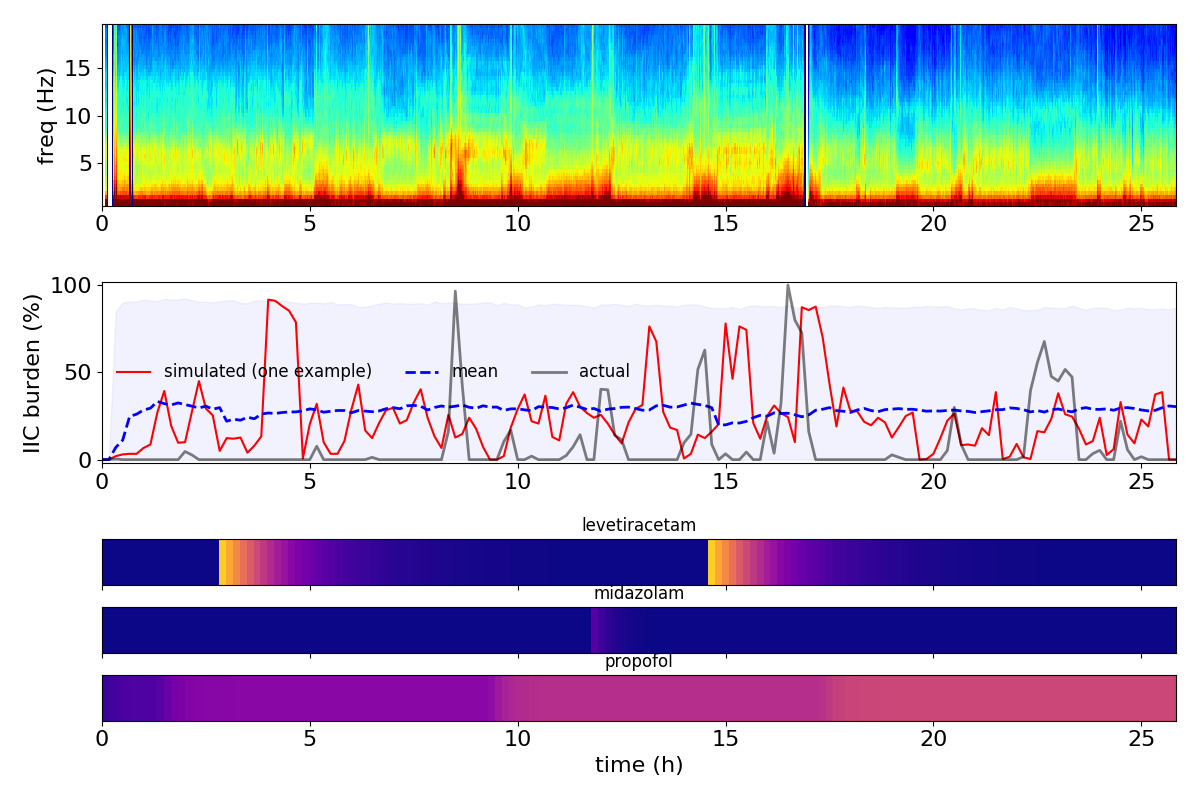 freq (Hz)
15
10
5
0 5 10 15 20 25
IIC burden (%)
100
50
0
simulated (one example) mean actual
0 5 10 15 20 25
levetiracetam
midazolam
propofol
0 5 10 15 20 25
time (h)